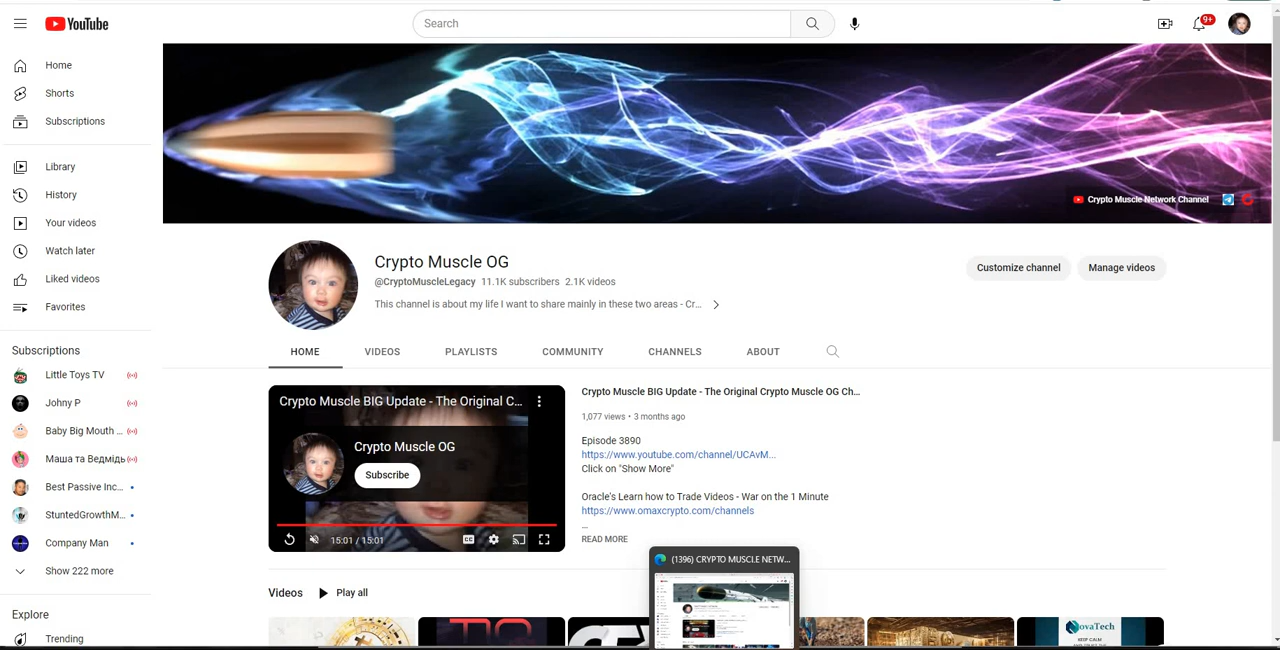 YouTube
Search
9+
Home
Shorts
Subscriptions
Library
History
Your videos
Watch later
Liked videos
Favorites
Subscriptions
Little Toys TV
Johny P
Baby Big Mouth ...
Маша та Ведмідь
Best Passive Inc...
StuntedGrowthM...
Company Man
Show 222 more
Explore
Trending
Crypto Muscle Network Channel
Crypto Muscle OG
@CryptoMuscleLegacy 11.1K subscribers 2.1K videos
This channel is about my life I want to share mainly in these two areas - Cr...
Customize channel
Manage videos
HOME
VIDEOS
PLAYLISTS
COMMUNITY
CHANNELS
ABOUT
Crypto Muscle BIG Update - The Original C...
Crypto Muscle OG
Subscribe
15:01 / 15:01
CC
Crypto Muscle BIG Update - The Original Crypto Muscle OG Ch...
1,077 views • 3 months ago
Episode 3890
https://www.youtube.com/channel/UCAvM...
Click on "Show More"
Oracle's Learn how to Trade Videos - War on the 1 Minute
https://www.omaxcrypto.com/channels
...
READ MORE
(1396) CRYPTO MUSCLE NETW...
Videos
Play all
NovaTech
KEEP CALM